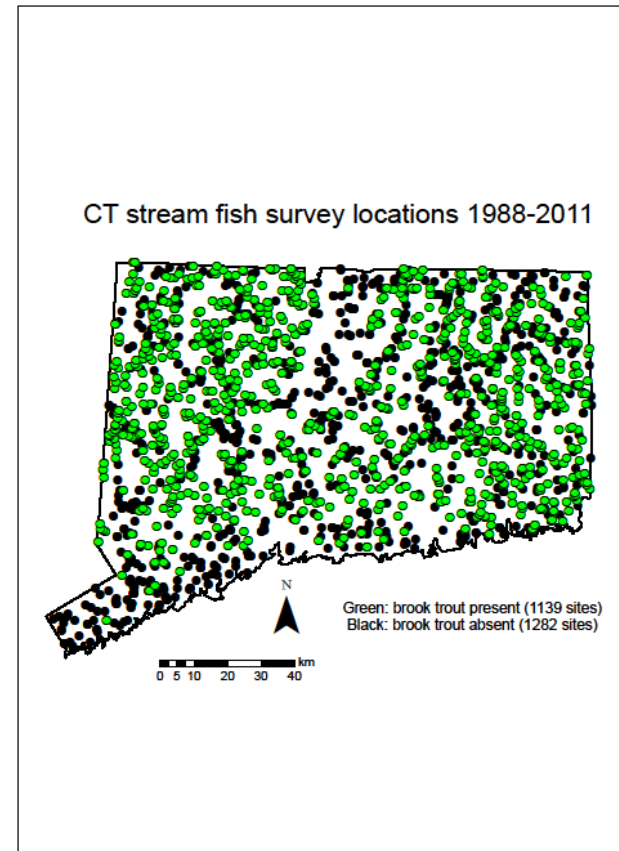 CT stream fish survey locations 1988-2011
N
Green: brook trout present (1139 sites)
Black: brook trout absent (1282 sites)
km
0 5 10 20 30 40